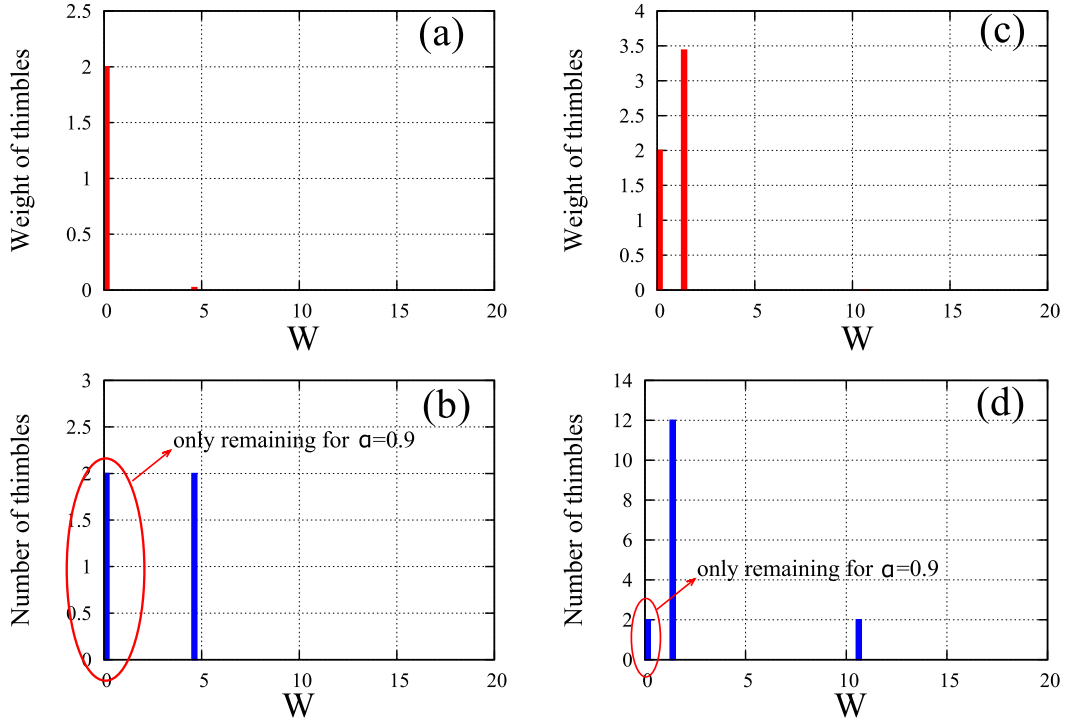 (a)
Weight of thimbles
2.5
2
1.5
1
0.5
0
0 5 10 15 20
W
(c)
Weight of thimbles
4
3.5
3
2.5
2
1.5
1
0.5
0
0 5 10 15 20
W
(b)
Number of thimbles
3
2.5
2
1.5
1
0.5
0
only remaining for ɑ=0.9
0 5 10 15 20
W
(d)
Number of thimbles
14
12
10
8
6
4
2
0
only remaining for ɑ=0.9
0 5 10 15 20
W